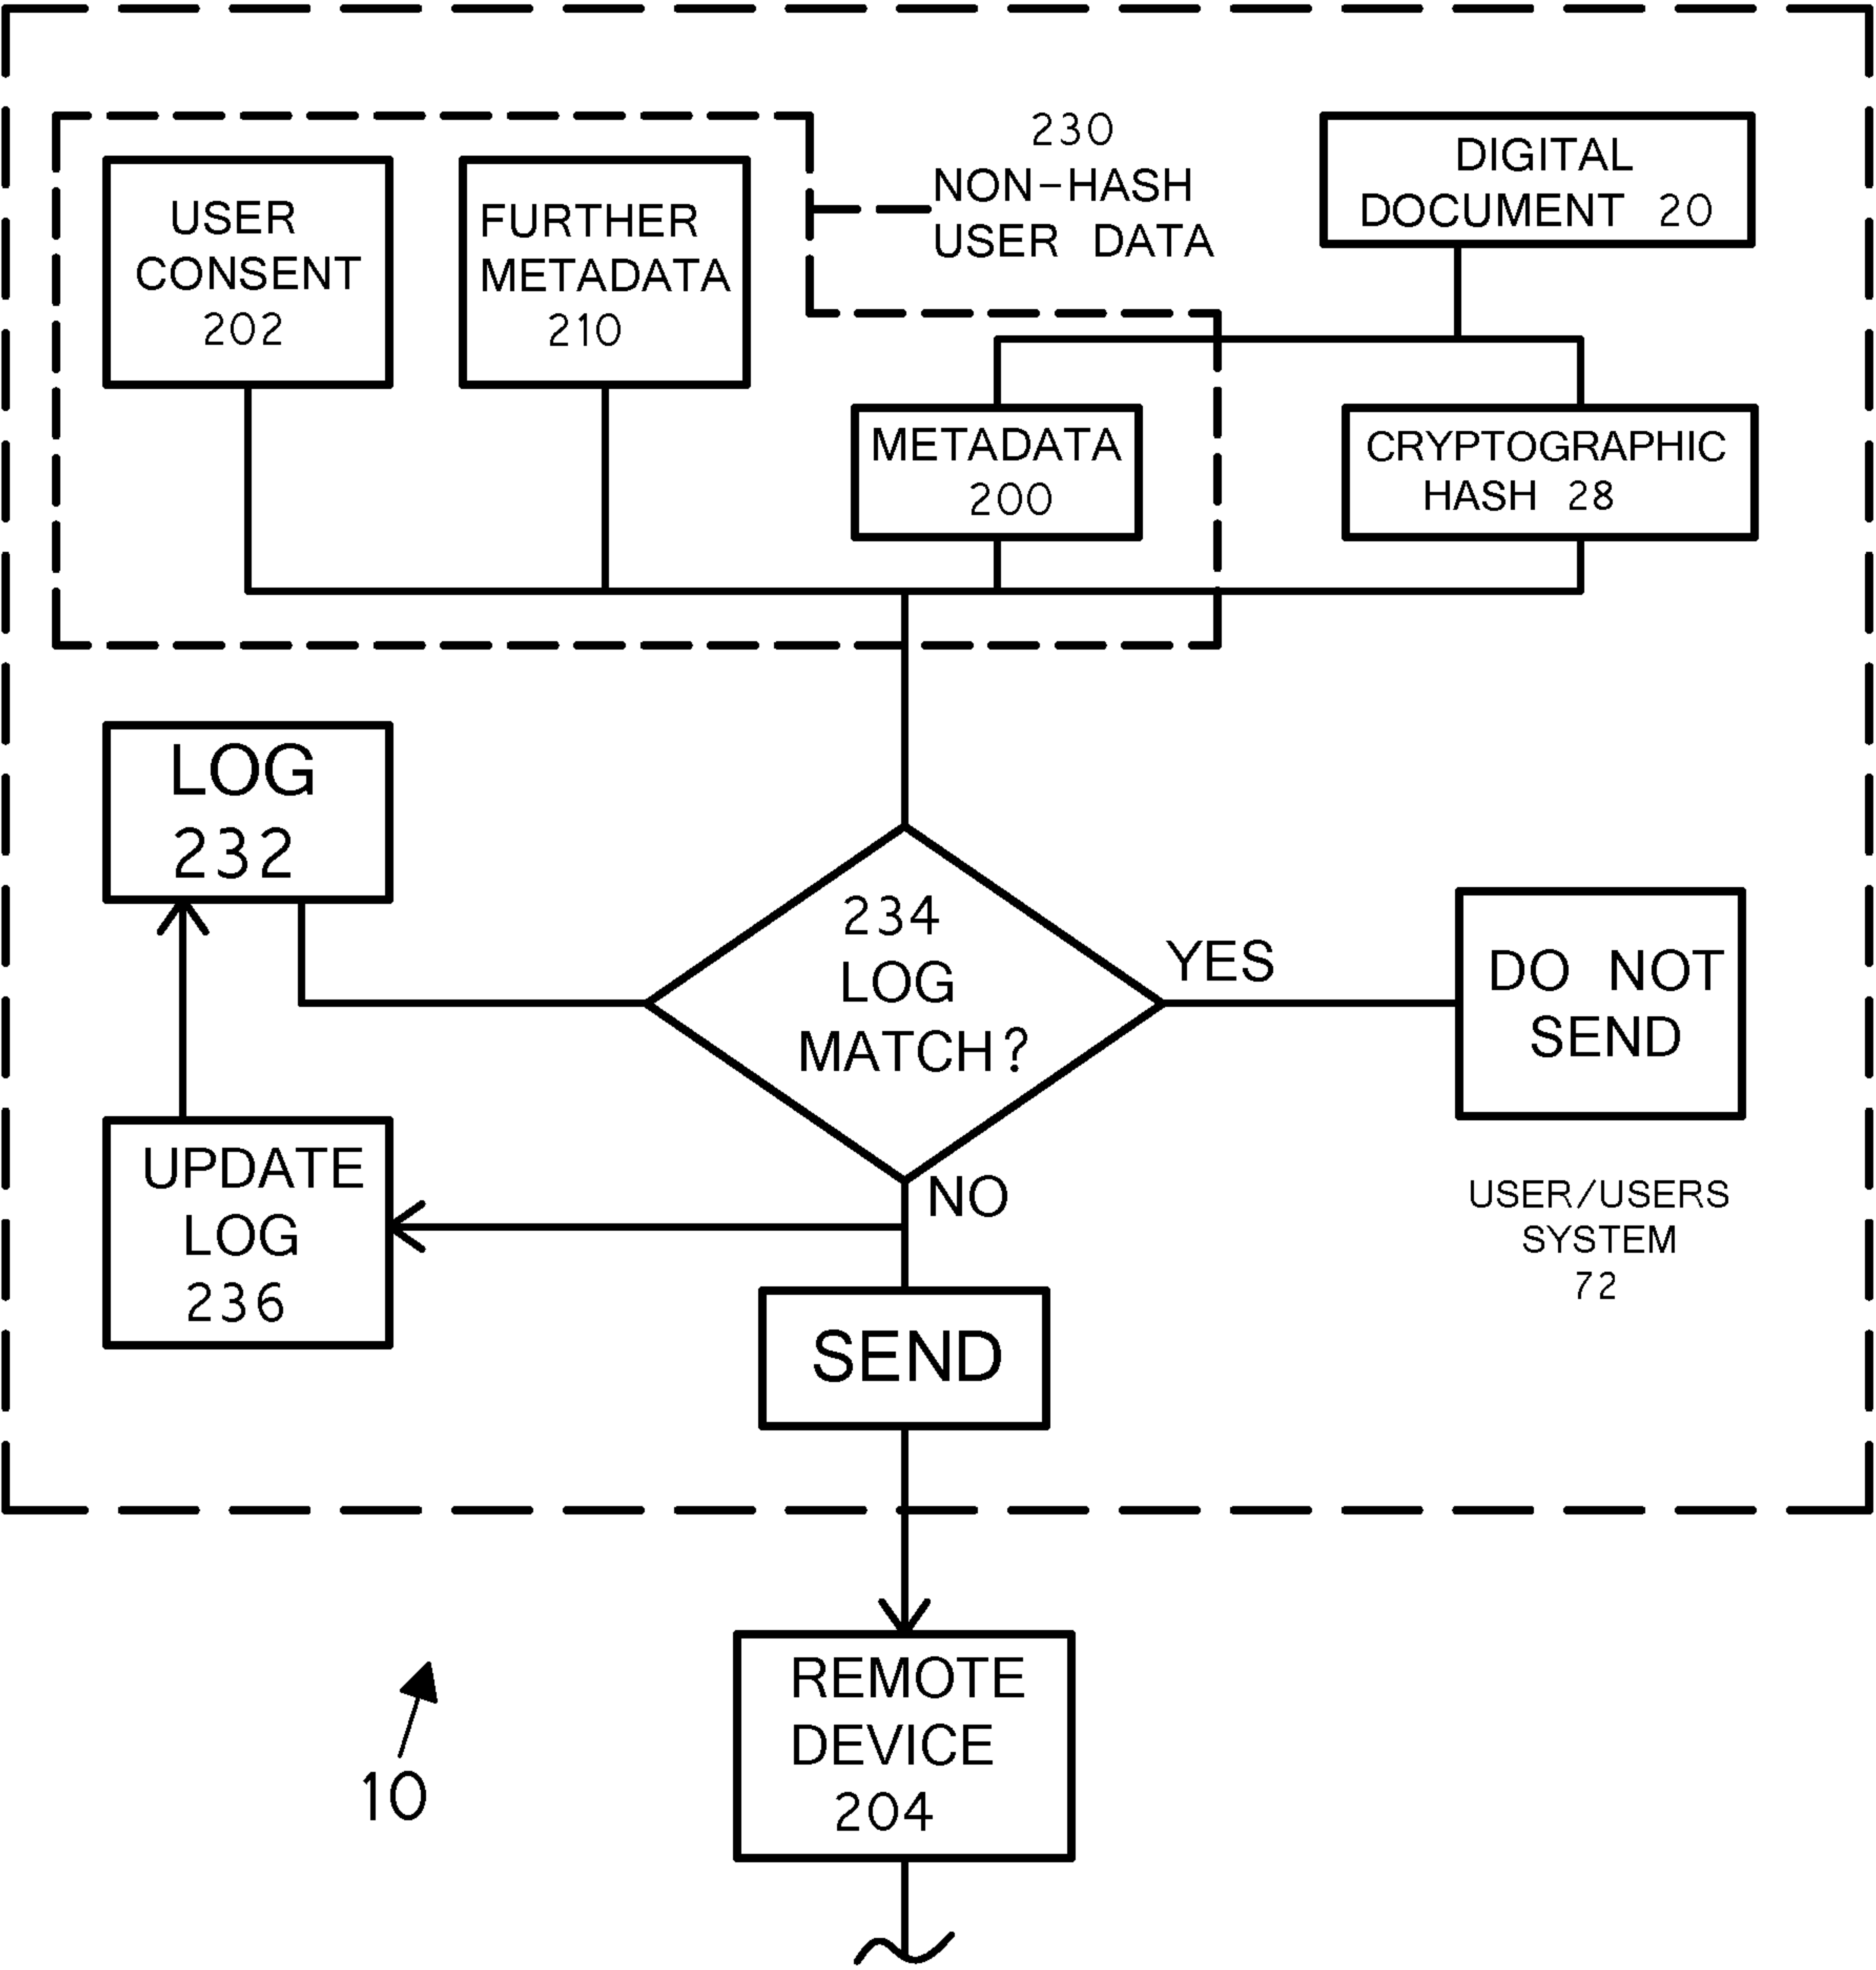 USER
CONSENT
202
FURTHER
METADATA
210
230
NON-HASH
USER DATA
DIGITAL
DOCUMENT 20
METADATA
200
CRYPTOGRAPHIC
HASH 28
LOG
232
234
LOG
MATCH?
YES
DO NOT
SEND
UPDATE
LOG
236
NO
USER/USERS
SYSTEM
72
SEND
REMOTE
DEVICE
204
10